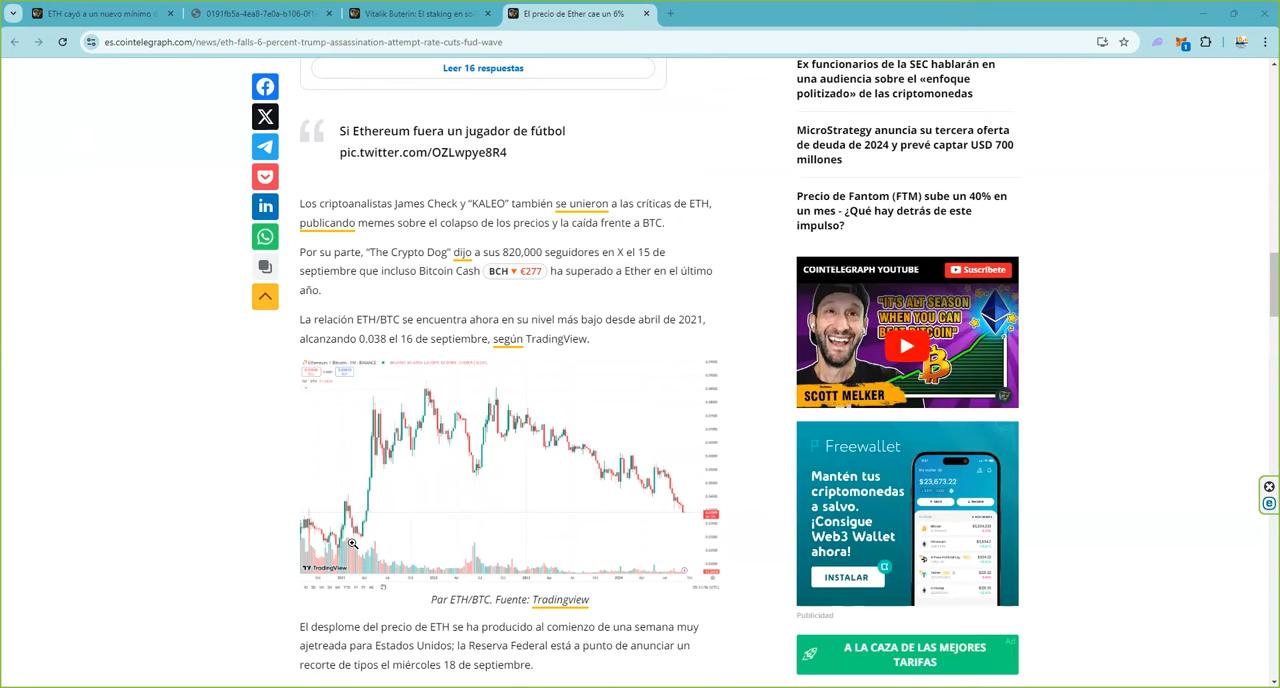 ETH cayó a un nuevo mínimo d
0191fb5a-4ea8-7e0a-b106-0f1
Vitalik Buterin: El staking en so
El precio de Ether cae un 6%
es.cointelegraph.com/news/eth-falls-6-percent-trump-assassination-attempt-rate-cuts-fud-wave
Leer 16 respuestas
Si Ethereum fuera un jugador de fútbol
pic.twitter.com/OZLwpye8R4
Los criptoanalistas James Check y “KALEO” también se unieron a las críticas de ETH,
publicando memes sobre el colapso de los precios y la caída frente a BTC.
Por su parte, “The Crypto Dog” dijo a sus 820,000 seguidores en X el 15 de
septiembre que incluso Bitcoin Cash BCH ▼ €277 ha superado a Ether en el último
año.
La relación ETH/BTC se encuentra ahora en su nivel más bajo desde abril de 2021,
alcanzando 0.038 el 16 de septiembre, según TradingView.
TradingView
Par ETH/BTC. Fuente: Tradingview
El desplome del precio de ETH se ha producido al comienzo de una semana muy
ajetreada para Estados Unidos; la Reserva Federal está a punto de anunciar un
recorte de tipos el miércoles 18 de septiembre.
Ex funcionarios de la SEC hablarán en
una audiencia sobre el «enfoque
politizado» de las criptomonedas
MicroStrategy anuncia su tercera oferta
de deuda de 2024 y prevé captar USD 700
millones
Precio de Fantom (FTM) sube un 40% en
un mes - ¿Qué hay detrás de este
impulso?
COINTELEGRAPH YOUTUBE
Suscríbete
"IT'S ALT SEASON
WHEN YOU CAN
BEAT BITCOIN"
SCOTT MELKER
Freewallet
Mantén tus
criptomonedas
a salvo.
¡Consigue
Web3 Wallet
ahora!
INSTALAR
$23,673.22
Publicidad
Ad
A LA CAZA DE LAS MEJORES
TARIFAS